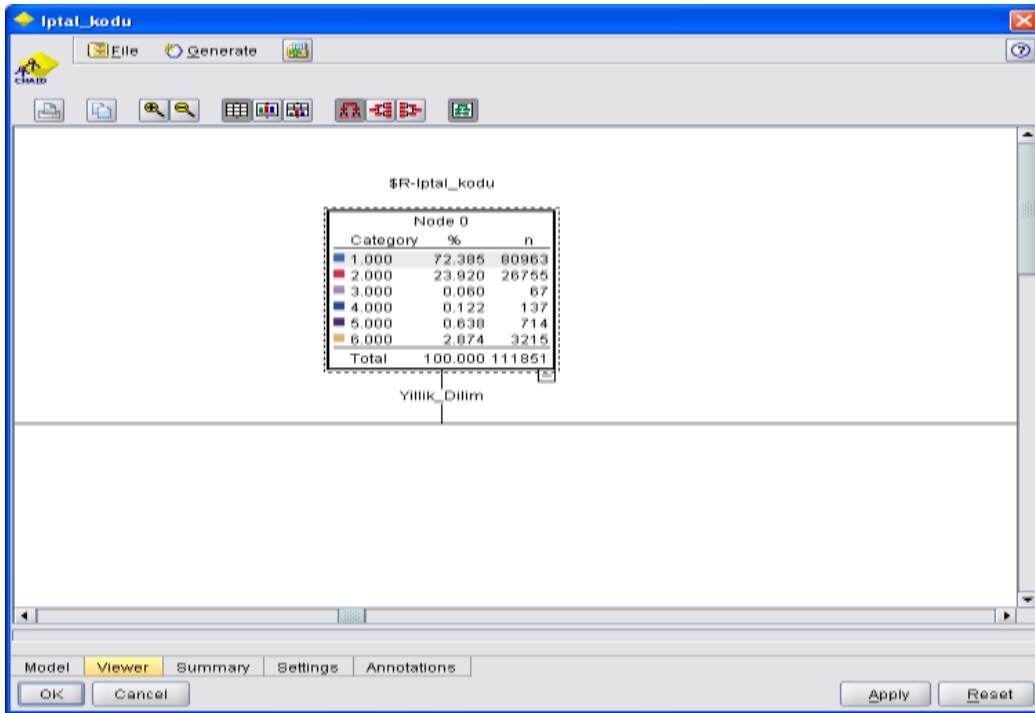 Iptal_kodu
File Generate
CHAID
$R-Iptal_kodu
Node 0
Category % n
1.000 72.385 80963
2.000 23.920 26755
3.000 0.060 67
4.000 0.122 137
5.000 0.638 714
6.000 2.874 3215
Total 100.000 111851
Yillik_Dilim
Model Viewer Summary Settings Annotations
OK Cancel Apply Reset